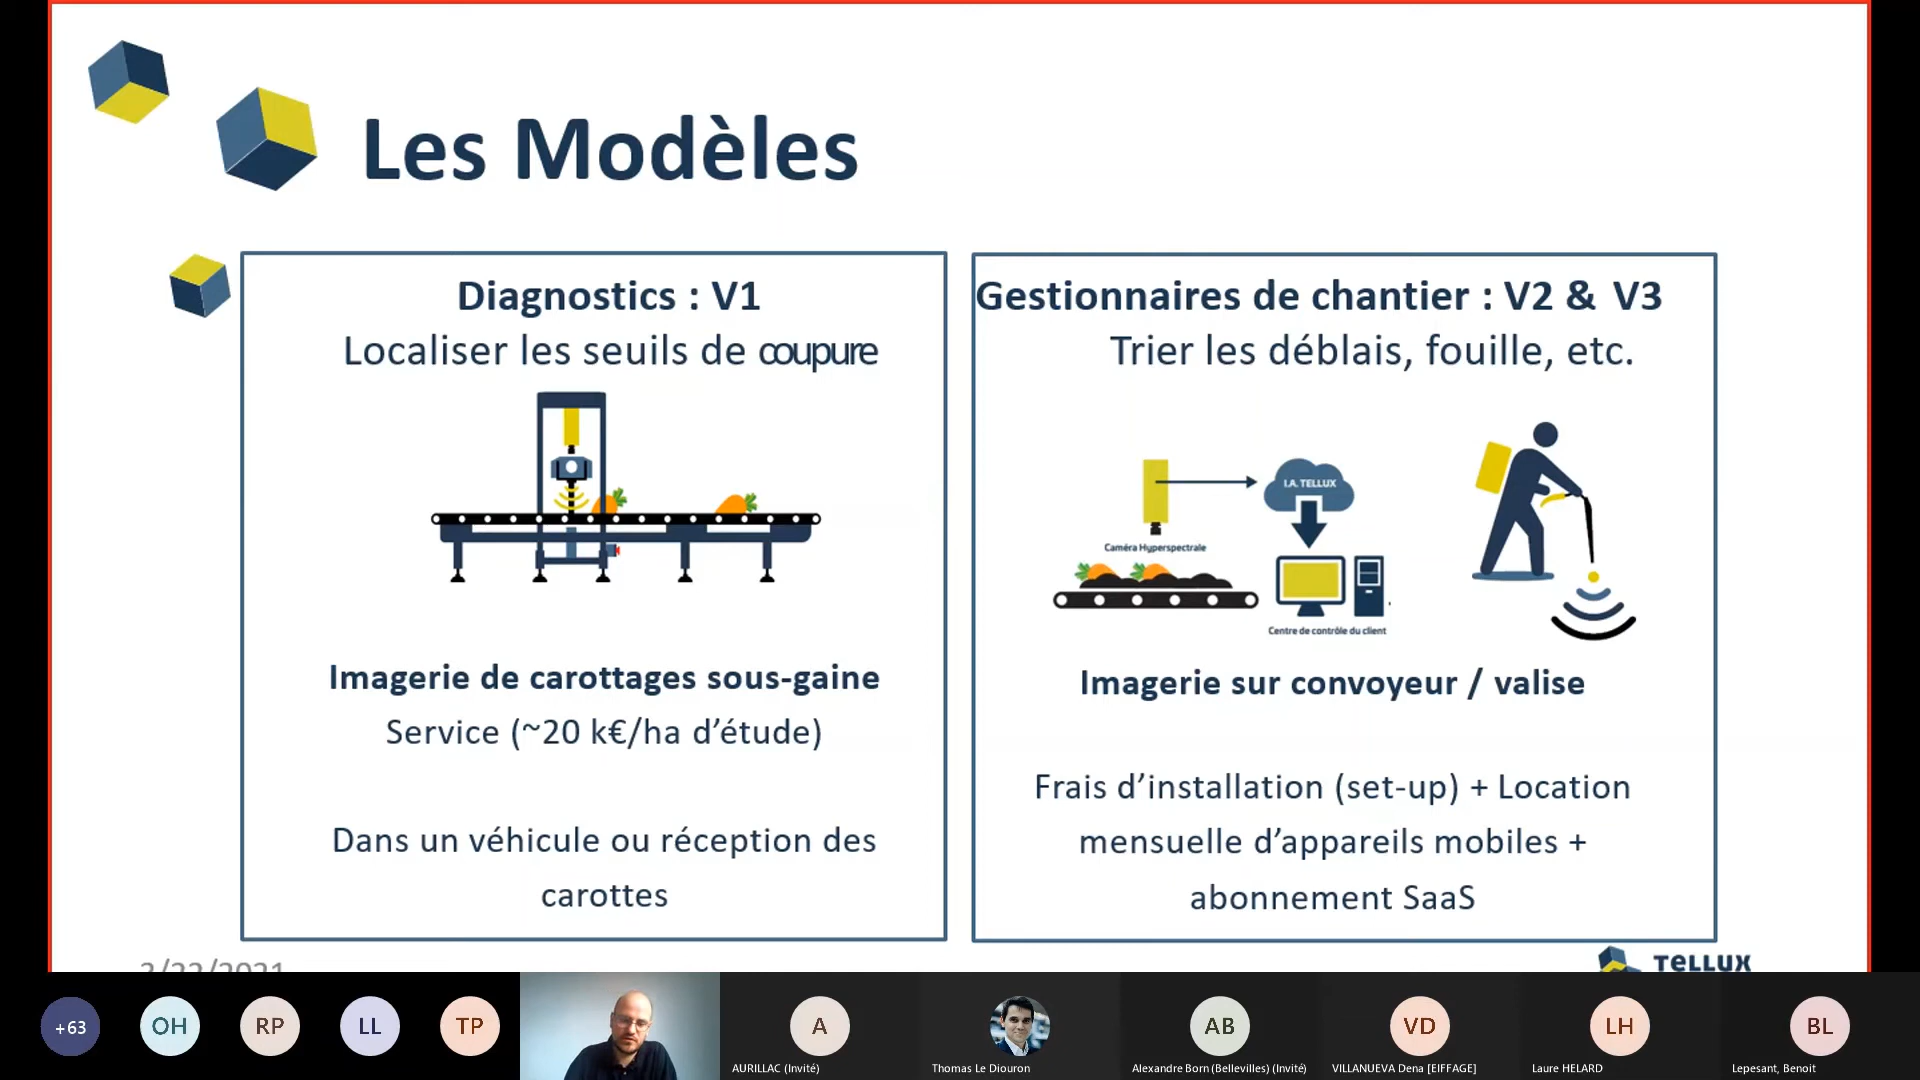 Les Modèles
Diagnostics : V1
Localiser les seuils de coupure
Imagerie de carottages sous-gaine
Service (~20 k€/ha d'étude)
Dans un véhicule ou réception des
carottes
Gestionnaires de chantier : V2 & V3
Trier les déblais, fouille, etc.
I.A. TELLUX
Caméra Hyperspectrale
Centre de contrôle du client
Imagerie sur convoyeur / valise
Frais d'installation (set-up) + Location
mensuelle d'appareils mobiles +
abonnement SaaS
3/22/2021
TELLUX
+63
OH
RP
LL
TP
A
AB
VD
LH
BL
AURILLAC (Invité)
Thomas Le Diouron
Alexandre Born (Bellevilles) (Invité)
VILLANUEVA Dena [EIFFAGE]
Laure HELARD
Lepesant, Benoit